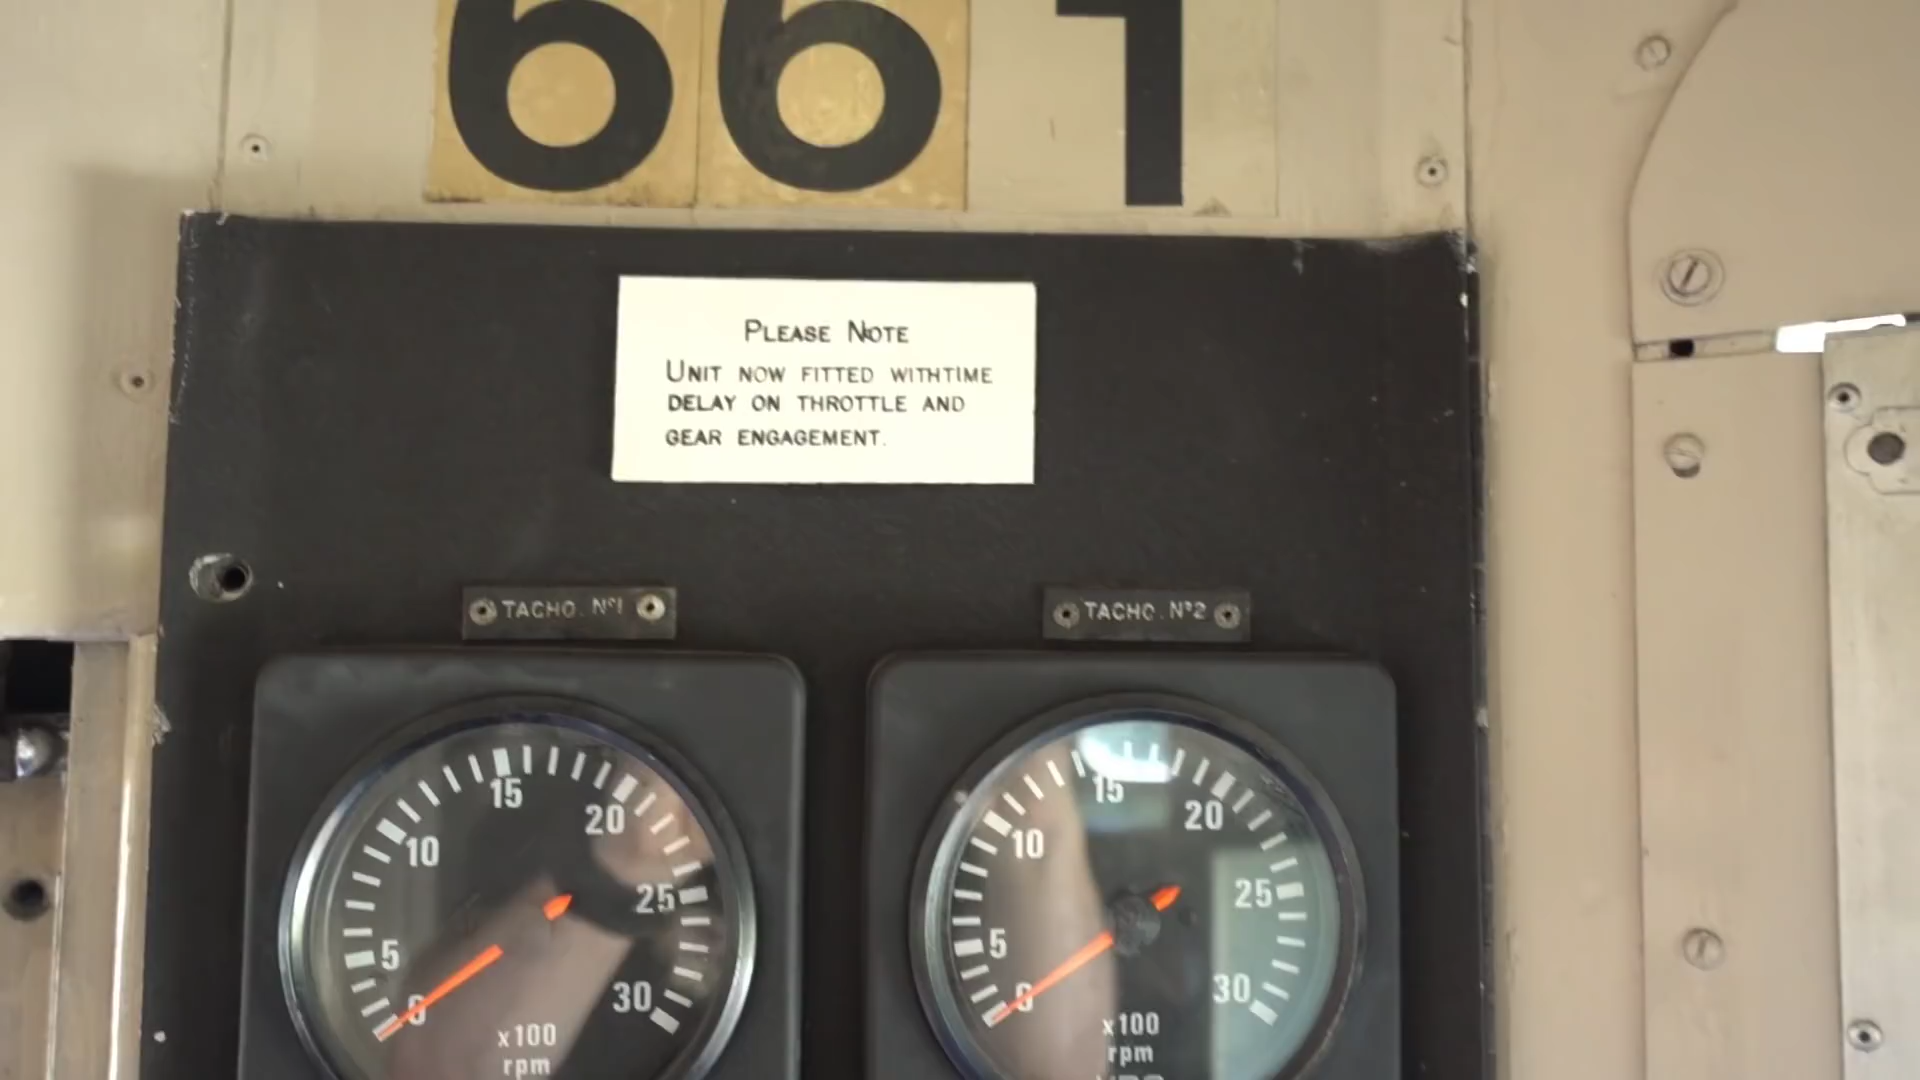 661
PLEASE NOTE
UNIT NOW FITTED WITHTIME
DELAY ON THROTTLE AND
GEAR ENGAGEMENT.
TACHO. Nº1
TACHO. Nº2
0 5 10 15 20 25 30
x100
rpm
0 5 10 15 20 25 30
x100
rpm